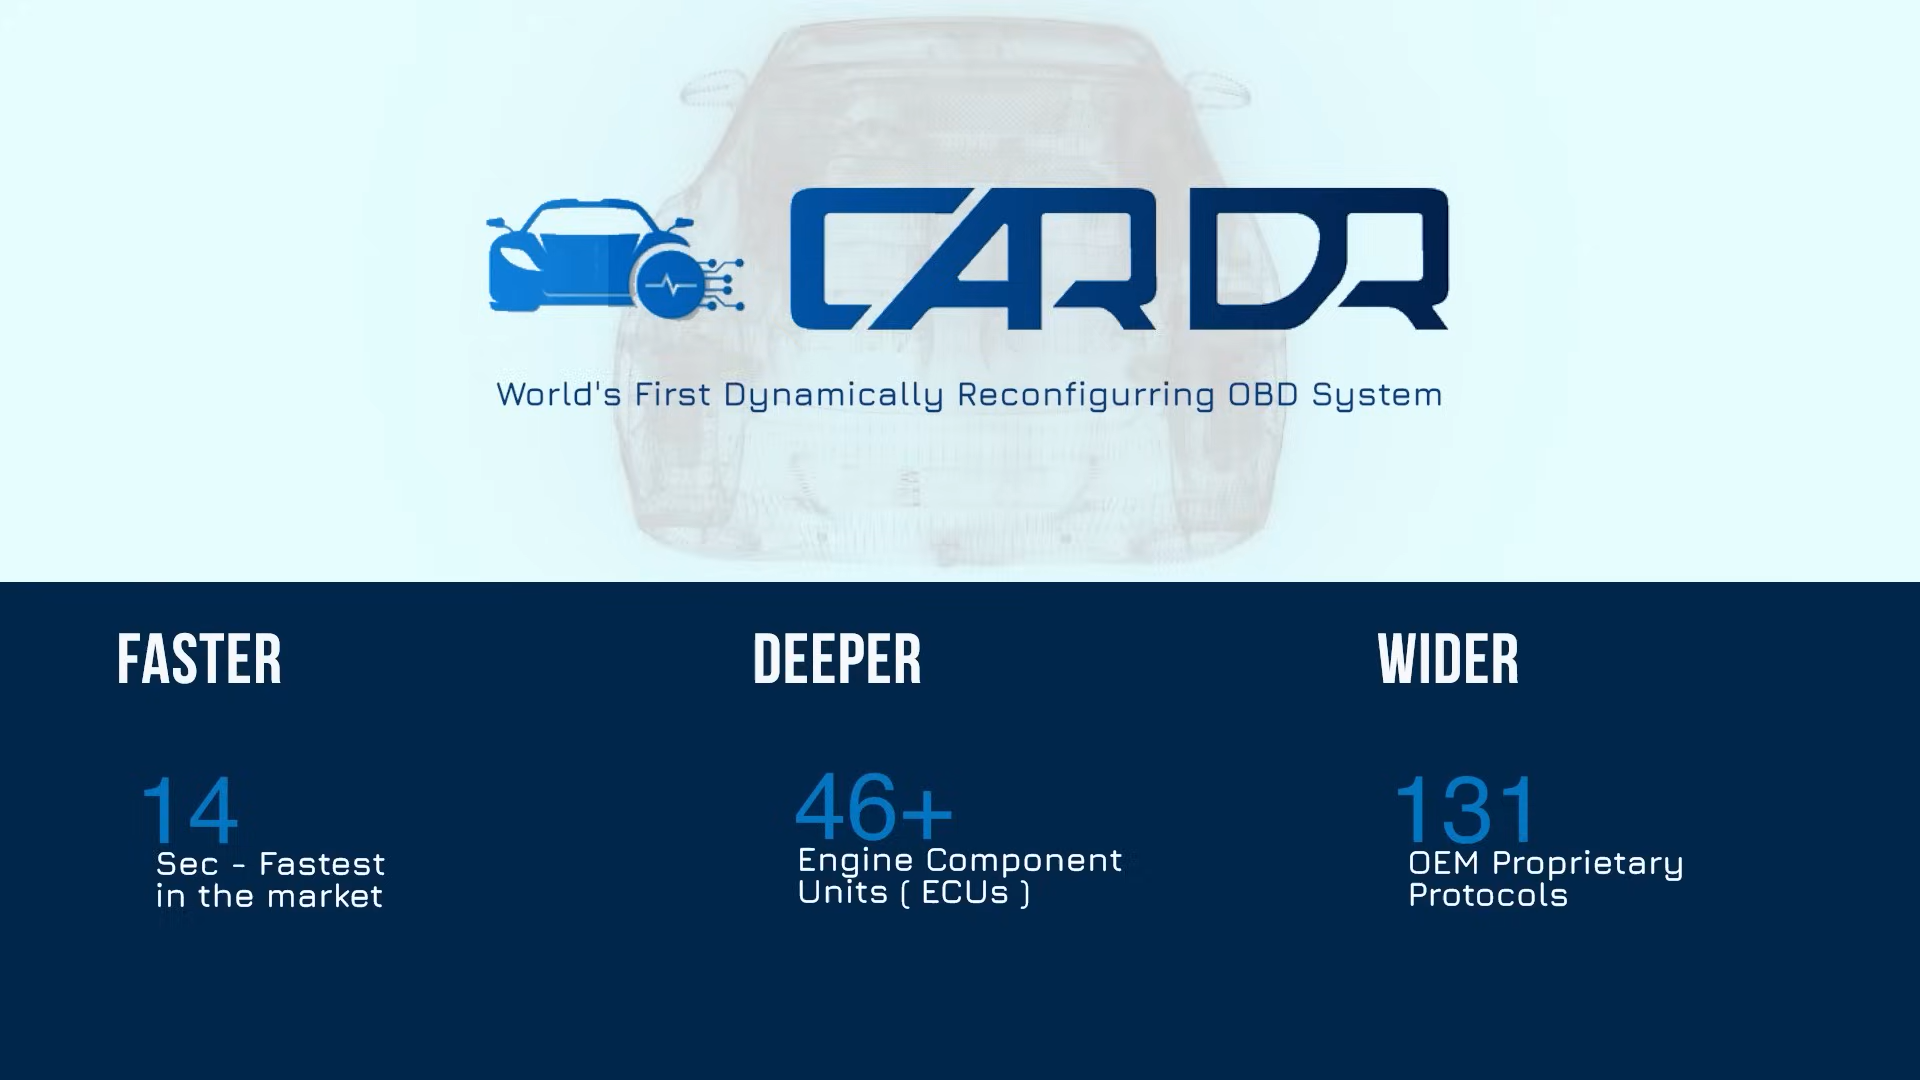 CAR DR
World's First Dynamically Reconfigurring OBD System
FASTER
14
Sec - Fastest
in the market
DEEPER
46+
Engine Component
Units ( ECUs )
WIDER
131
OEM Proprietary
Protocols